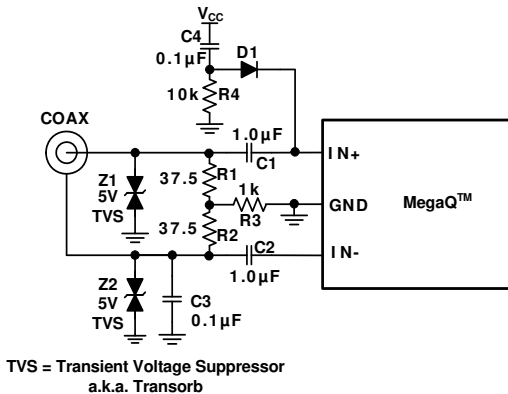 VCC
C4
0.1µF
D1
10k
R4
COAX
1.0µF
C1
IN+
Z1
5V
TVS
37.5
R1
1k
R3
GND
MegaQ™
37.5
R2
C2
1.0µF
IN-
Z2
5V
TVS
C3
0.1µF
TVS = Transient Voltage Suppressor
a.k.a. Transorb